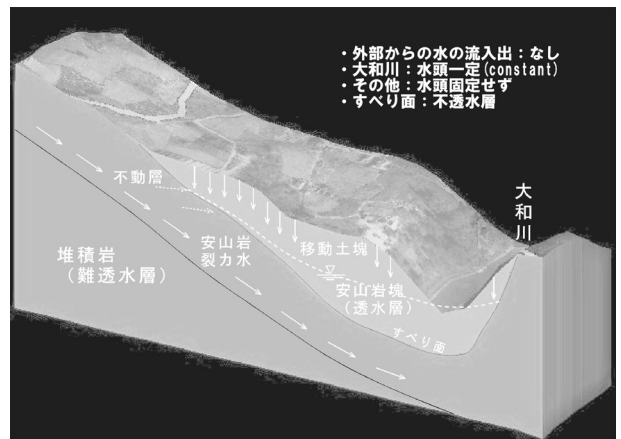 ・外部からの水の流入出：なし
・大和川：水頭一定(constant)
・その他：水頭固定せず
・すべり面：不透水層
大和川
不動層
安山岩
裂カ水
移動土塊
堆積岩
（難透水層）
安山岩塊
（透水層）
すべり面